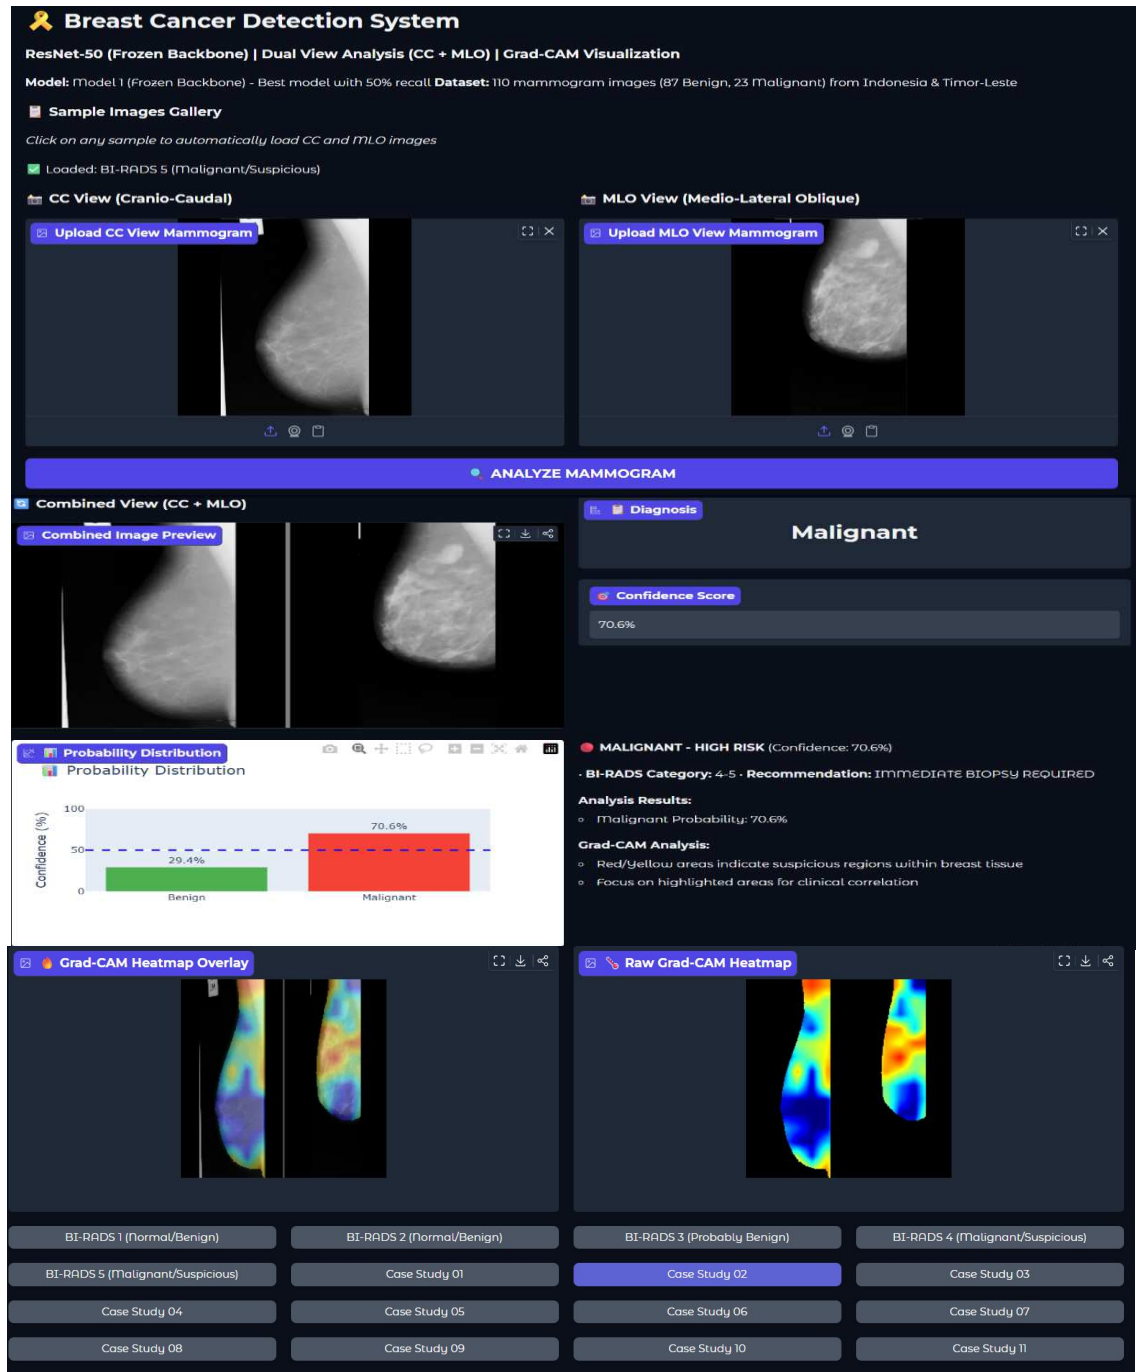 Breast Cancer Detection System
ResNet-50 (Frozen Backbone) | Dual View Analysis (CC + MLO) | Grad-CAM Visualization
Model: Model 1 (Frozen Backbone) - Best model with 50% recall Dataset: 110 mammogram images (87 Benign, 23 Malignant) from Indonesia & Timor-Leste
Sample Images Gallery
Click on any sample to automatically load CC and MLO images
Loaded: BI-RADS 5 (Malignant/Suspicious)
CC View (Cranio-Caudal)
MLO View (Medio-Lateral Oblique)
Upload CC View Mammogram
Upload MLO View Mammogram
ANALYZE MAMMOGRAM
Combined View (CC + MLO)
Combined Image Preview
Diagnosis
Malignant
Confidence Score
70.6%
Probability Distribution
Probability Distribution
Confidence (%)
100
50
0
29.4%
70.6%
Benign
Malignant
MALIGNANT - HIGH RISK (Confidence: 70.6%)
· BI-RADS Category: 4-5 · Recommendation: IMMEDIATE BIOPSY REQUIRED
Analysis Results:
Malignant Probability: 70.6%
Grad-CAM Analysis:
Red/Yellow areas indicate suspicious regions within breast tissue
Focus on highlighted areas for clinical correlation
Grad-CAM Heatmap Overlay
Raw Grad-CAM Heatmap
BI-RADS 1 (Normal/Benign)
BI-RADS 2 (Normal/Benign)
BI-RADS 3 (Probably Benign)
BI-RADS 4 (Malignant/Suspicious)
BI-RADS 5 (Malignant/Suspicious)
Case Study 01
Case Study 02
Case Study 03
Case Study 04
Case Study 05
Case Study 06
Case Study 07
Case Study 08
Case Study 09
Case Study 10
Case Study 11